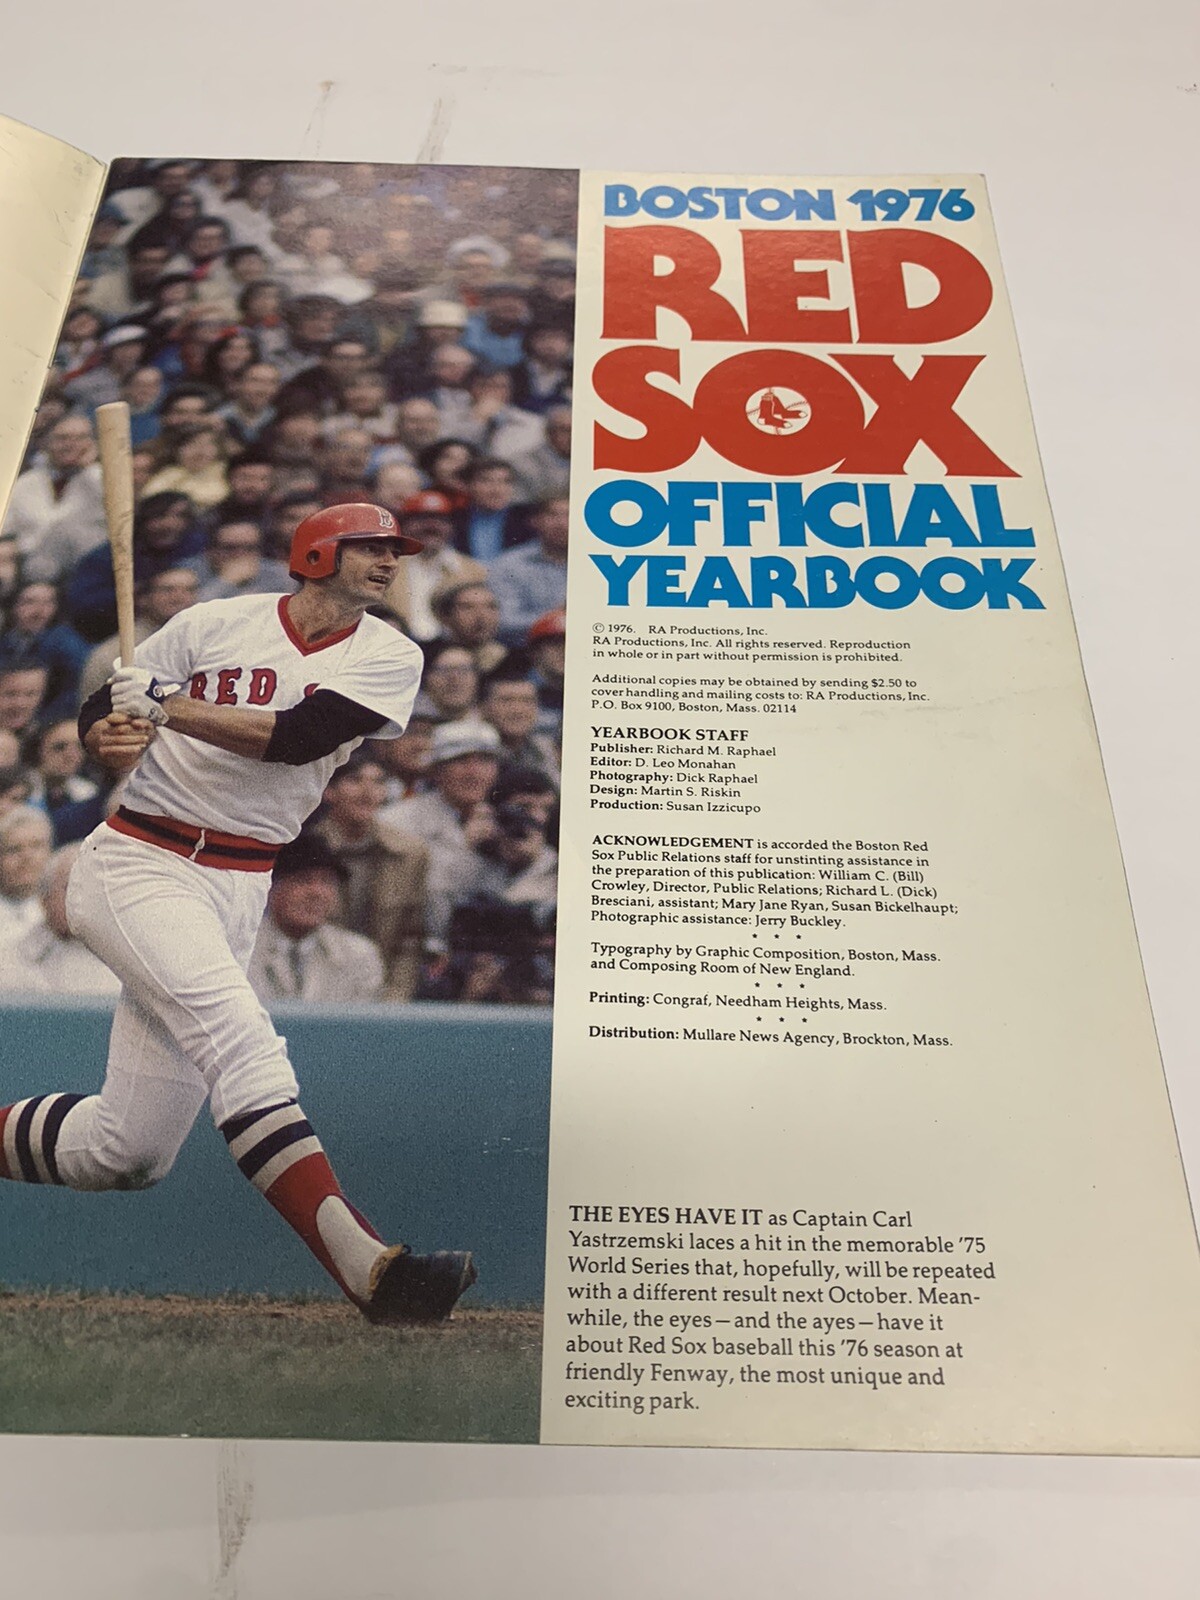 BOSTON 1976
RED
SOX
OFFICIAL
YEARBOOK
© 1976. RA Productions, Inc.
RA Productions, Inc. All rights reserved. Reproduction
in whole or in part without permission is prohibited.
Additional copies may be obtained by sending $2.50 to
cover handling and mailing costs to: RA Productions, Inc.
P.O. Box 9100, Boston, Mass. 02114
YEARBOOK STAFF
Publisher: Richard M. Raphael
Editor: D. Leo Monahan
Photography: Dick Raphael
Design: Martin S. Riskin
Production: Susan Izzicupo
ACKNOWLEDGEMENT is accorded the Boston Red
Sox Public Relations staff for unstinting assistance in
the preparation of this publication: William C. (Bill)
Crowley, Director, Public Relations; Richard L. (Dick)
Bresciani, assistant; Mary Jane Ryan, Susan Bickelhaupt;
Photographic assistance: Jerry Buckley.
* * *
Typography by Graphic Composition, Boston, Mass.
and Composing Room of New England.
* * *
Printing: Congraf, Needham Heights, Mass.
* * *
Distribution: Mullare News Agency, Brockton, Mass.
THE EYES HAVE IT as Captain Carl
Yastrzemski laces a hit in the memorable '75
World Series that, hopefully, will be repeated
with a different result next October. Mean-
while, the eyes—and the ayes—have it
about Red Sox baseball this '76 season at
friendly Fenway, the most unique and
exciting park.
B
RED